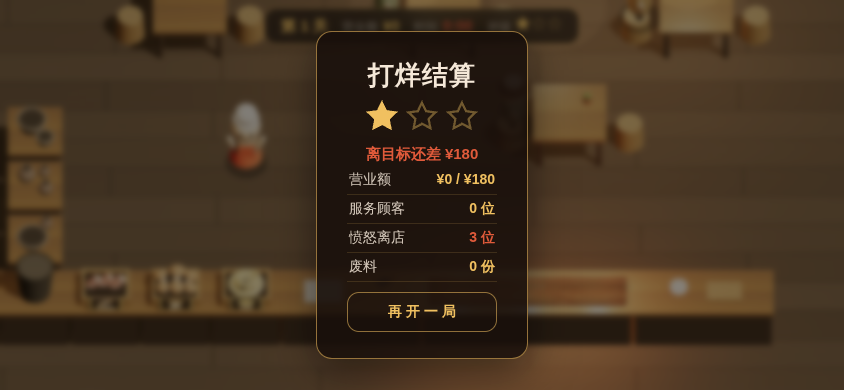 打烊结算
离目标还差 ¥180
营业额 ¥0 / ¥180
服务顾客 0 位
愤怒离店 3 位
废料 0 份
再开一局